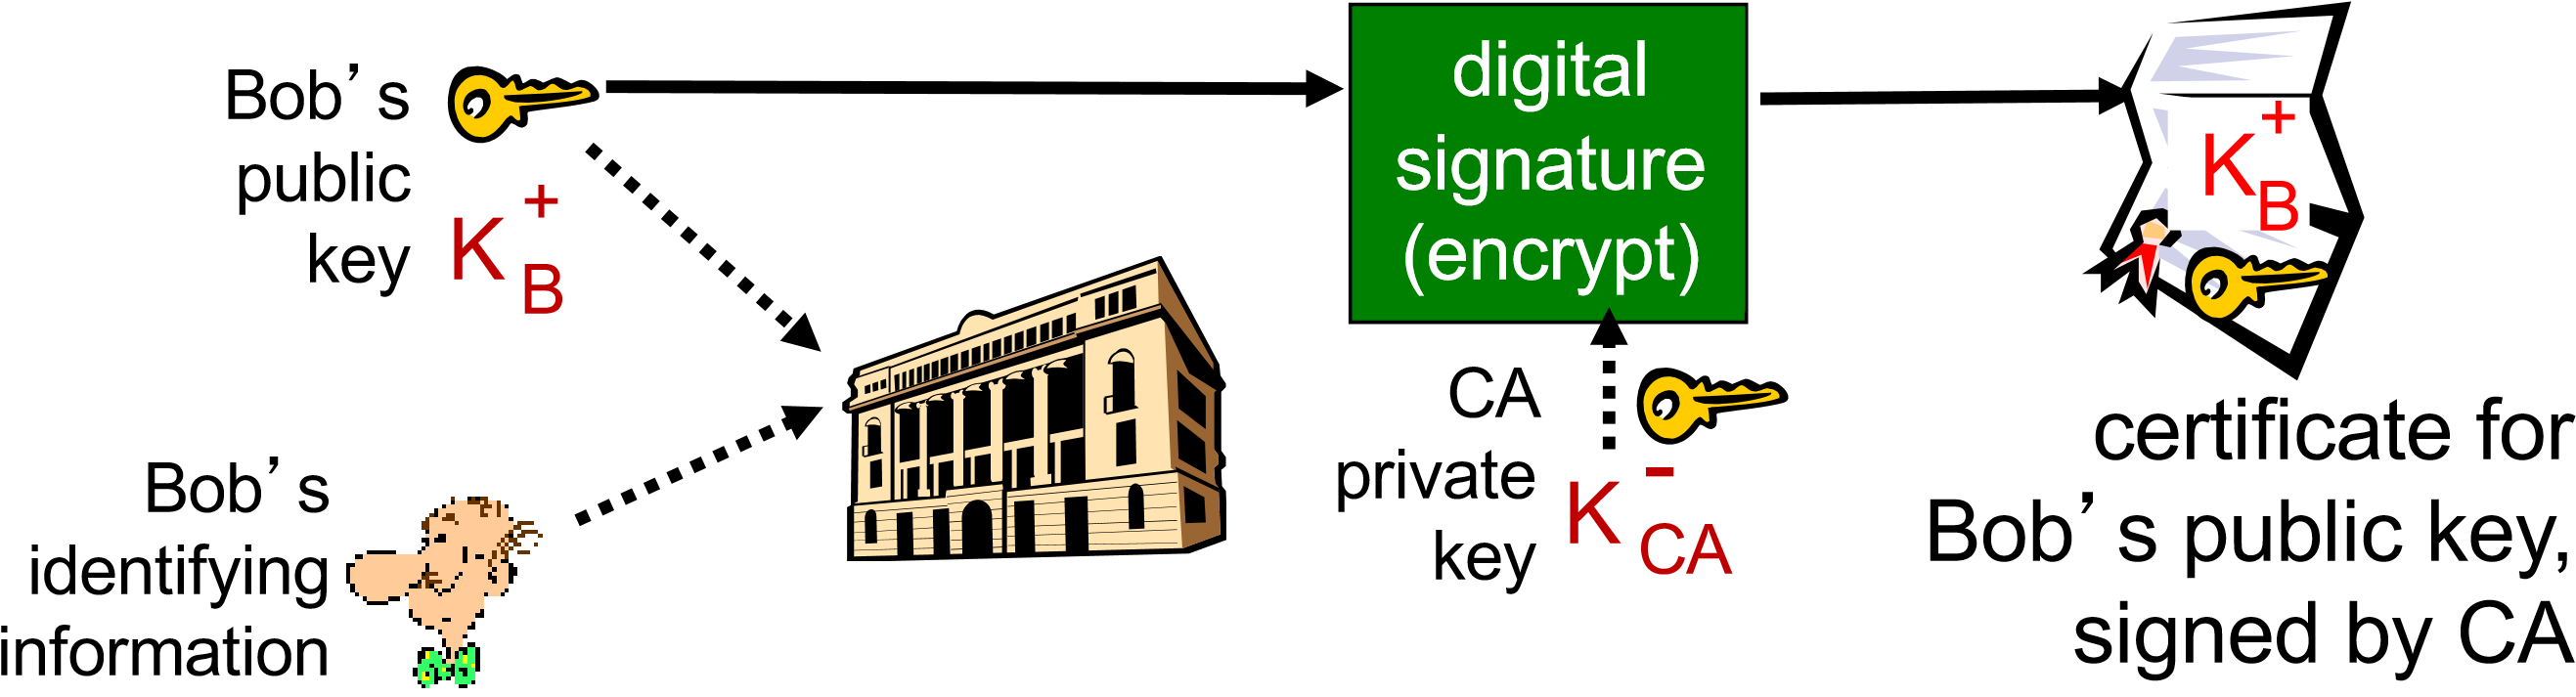 Bob’s
public
key
K
+
B
digital
signature
(encrypt)
K
+
B
Bob’s
identifying
information
CA
private
key
K
-
CA
certificate for
Bob’s public key,
signed by CA